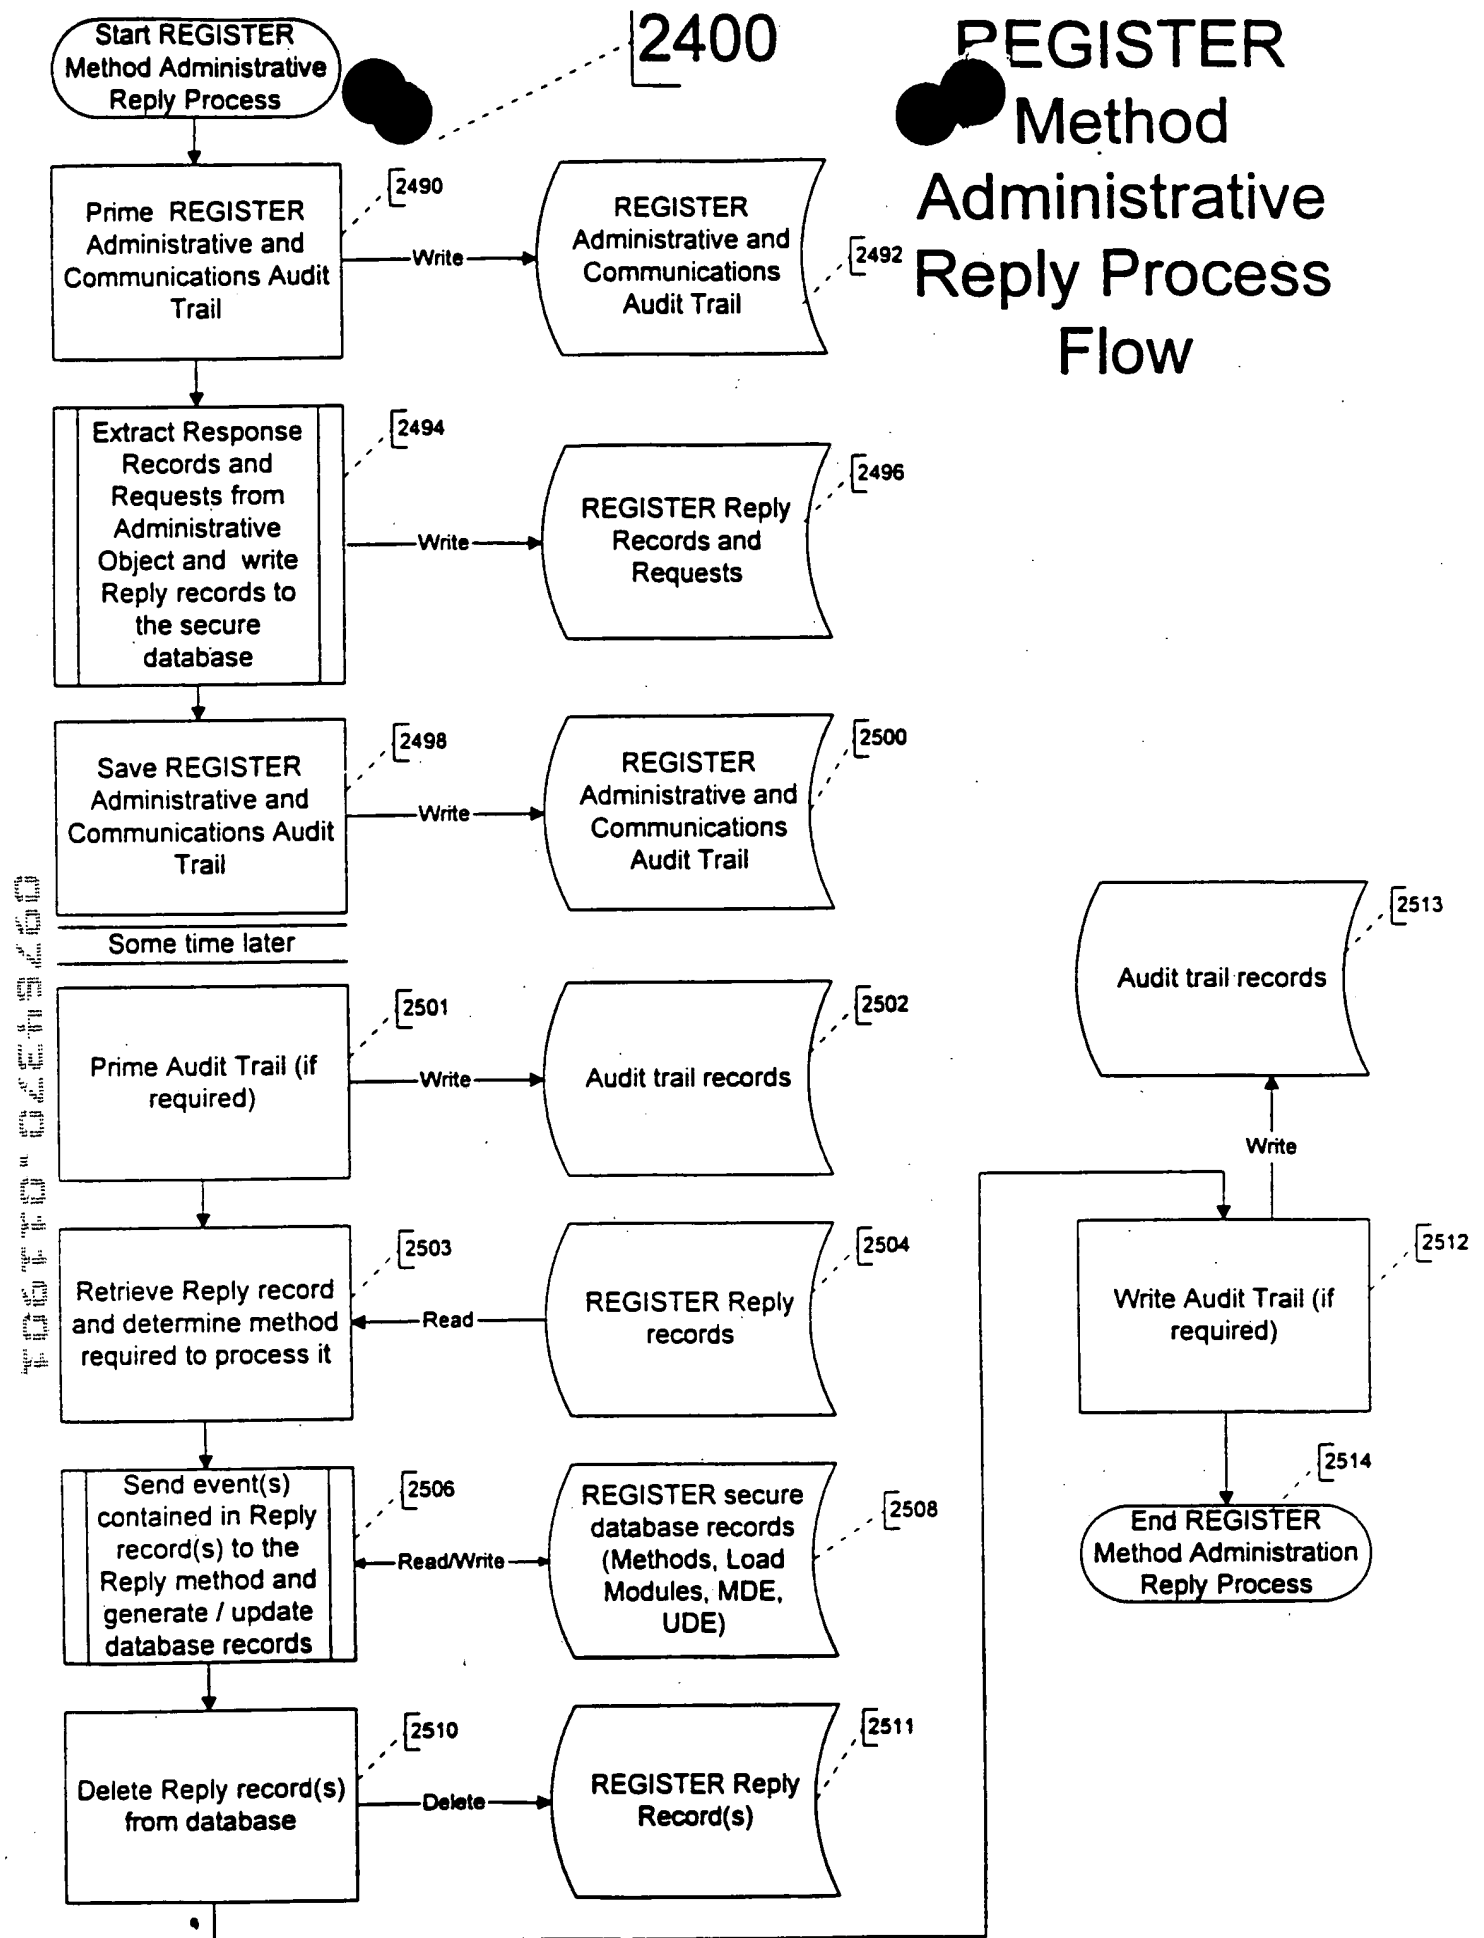 Start REGISTER
Method Administrative
Reply Process
2400
REGISTER
Method
Administrative
Reply Process
Flow
2490
Prime REGISTER
Administrative and
Communications Audit
Trail
Write
REGISTER
Administrative and
Communications
Audit Trail
2492
2494
Extract Response
Records and
Requests from
Administrative
Object and write
Reply records to
the secure
database
Write
REGISTER Reply
Records and
Requests
2496
2498
Save REGISTER
Administrative and
Communications Audit
Trail
Write
REGISTER
Administrative and
Communications
Audit Trail
2500
Some time later
2501
Prime Audit Trail (if
required)
Write
Audit trail records
2502
2503
Retrieve Reply record
and determine method
required to process it
Read
REGISTER Reply
records
2504
2506
Send event(s)
contained in Reply
record(s) to the
Reply method and
generate / update
database records
Read/Write
REGISTER secure
database records
(Methods, Load
Modules, MDE,
UDE)
2508
2510
Delete Reply record(s)
from database
Delete
REGISTER Reply
Record(s)
2511
2513
Audit trail records
Write
2512
Write Audit Trail (if
required)
2514
End REGISTER
Method Administration
Reply Process